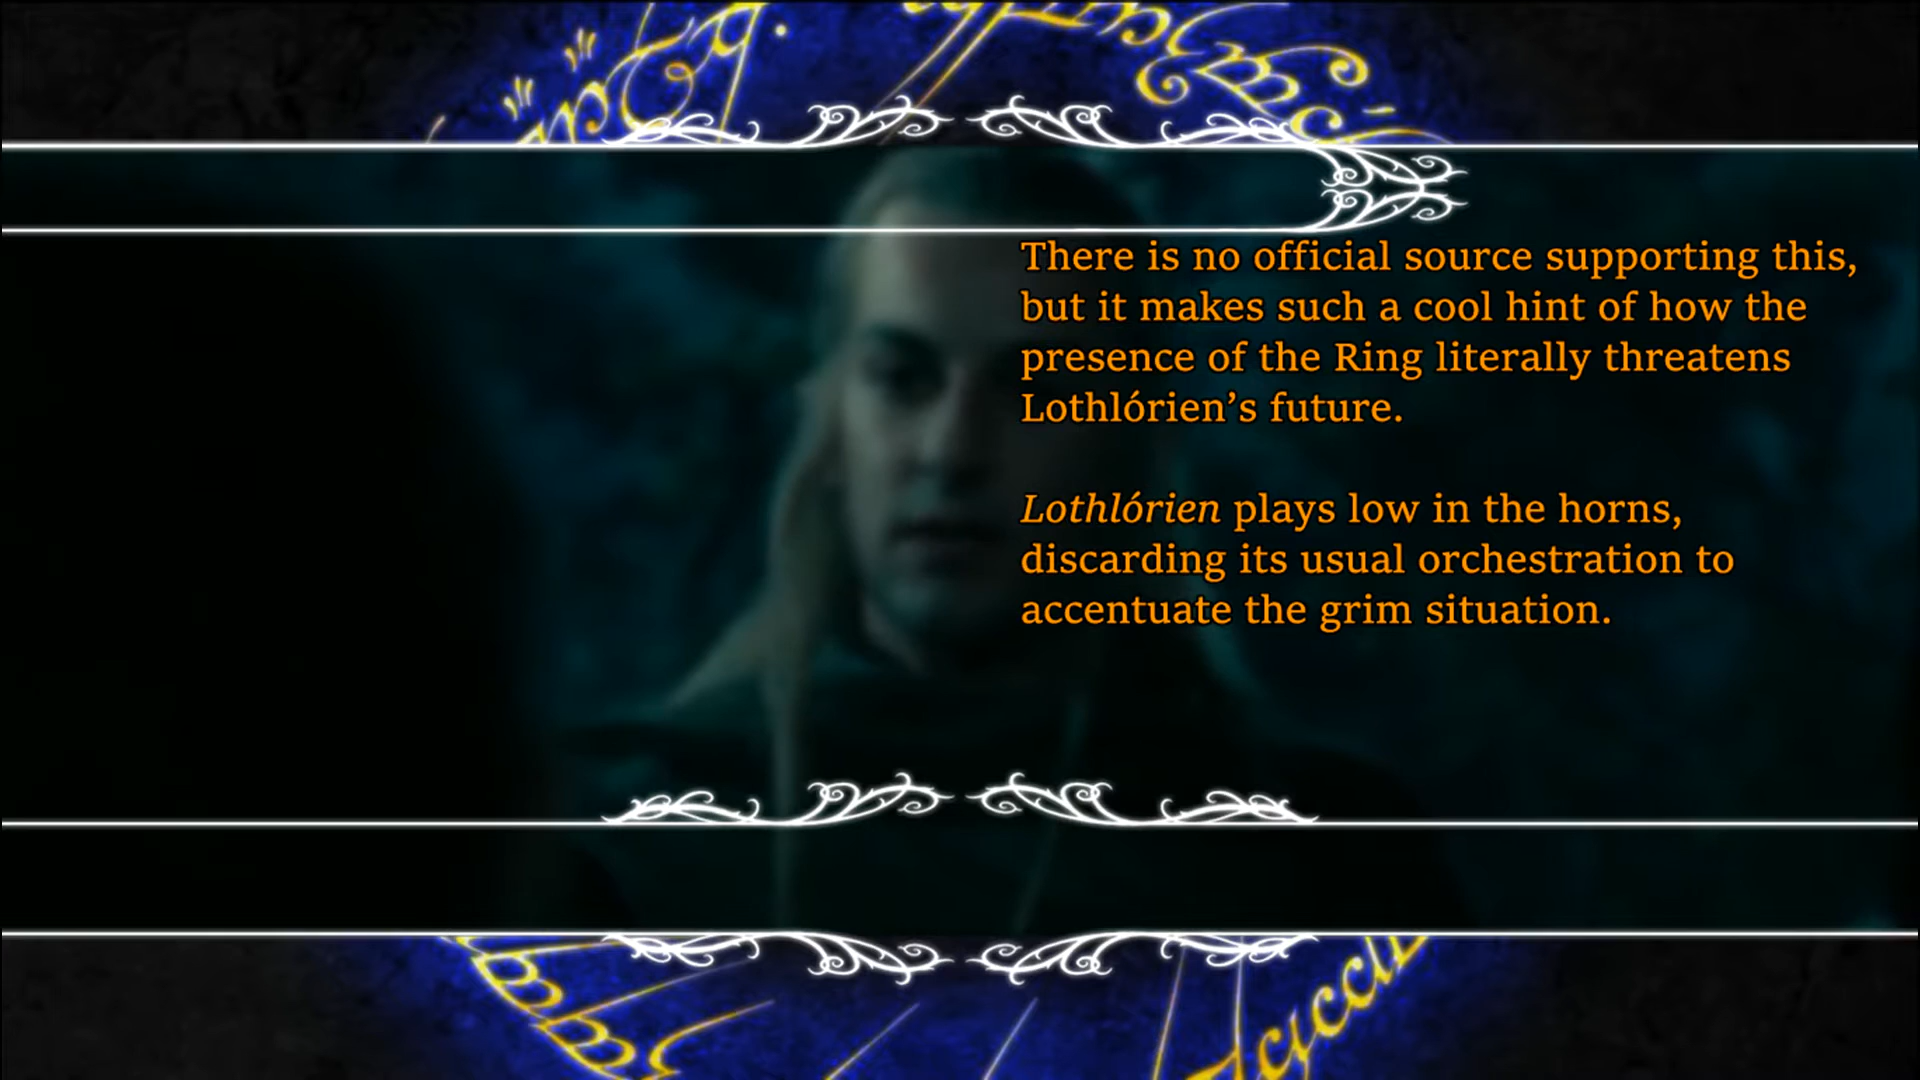 There is no official source supporting this,
but it makes such a cool hint of how the
presence of the Ring literally threatens
Lothlórien’s future.
Lothlórien plays low in the horns,
discarding its usual orchestration to
accentuate the grim situation.